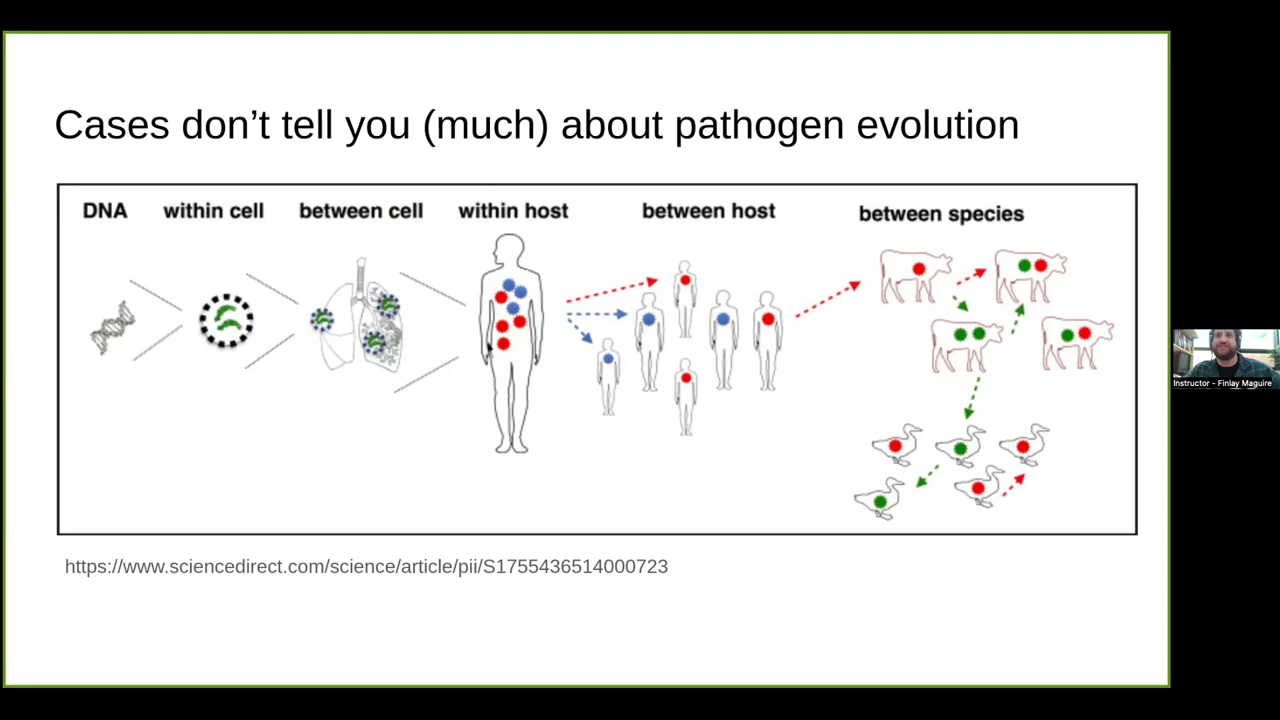 Cases don’t tell you (much) about pathogen evolution
DNA
within cell
between cell
within host
between host
between species
https://www.sciencedirect.com/science/article/pii/S1755436514000723
Instructor - Finlay Maguire